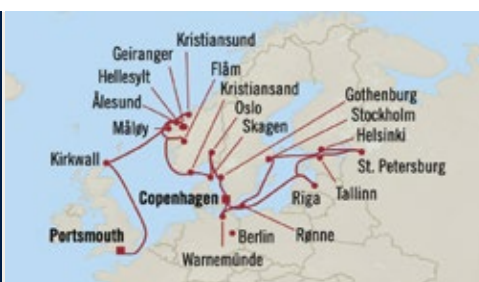 Kristiansund
Geiranger
Hellesylt
Flåm
Ålesund
Kristiansand
Måløy
Oslo
Gothenburg
Skagen
Stockholm
Helsinki
Kirkwall
St. Petersburg
Copenhagen
Riga
Tallinn
Portsmouth
Berlin
Rønne
Warnemünde